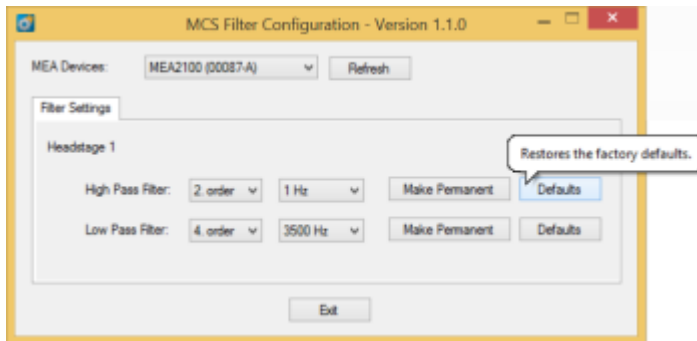 MCS Filter Configuration - Version 1.1.0
MEA Devices: MEA2100 (00087-A) Refresh
Filter Settings
Headstage 1
Restores the factory defaults.
High Pass Filter: 2. order 1 Hz Make Permanent Defaults
Low Pass Filter: 4. order 3500 Hz Make Permanent Defaults
Exit